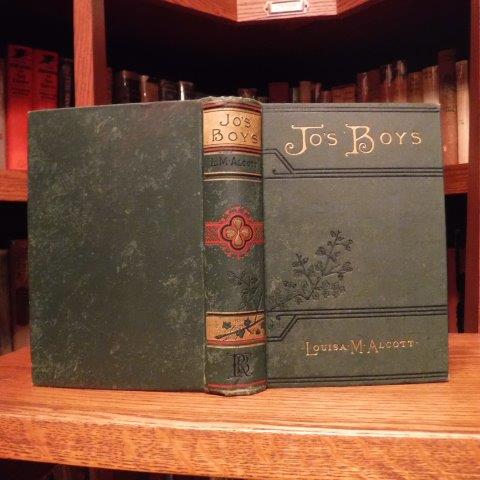 JO'S
BOYS
L. M. ALCOTT
JO'S BOYS
LOUISA·M·ALCOTT